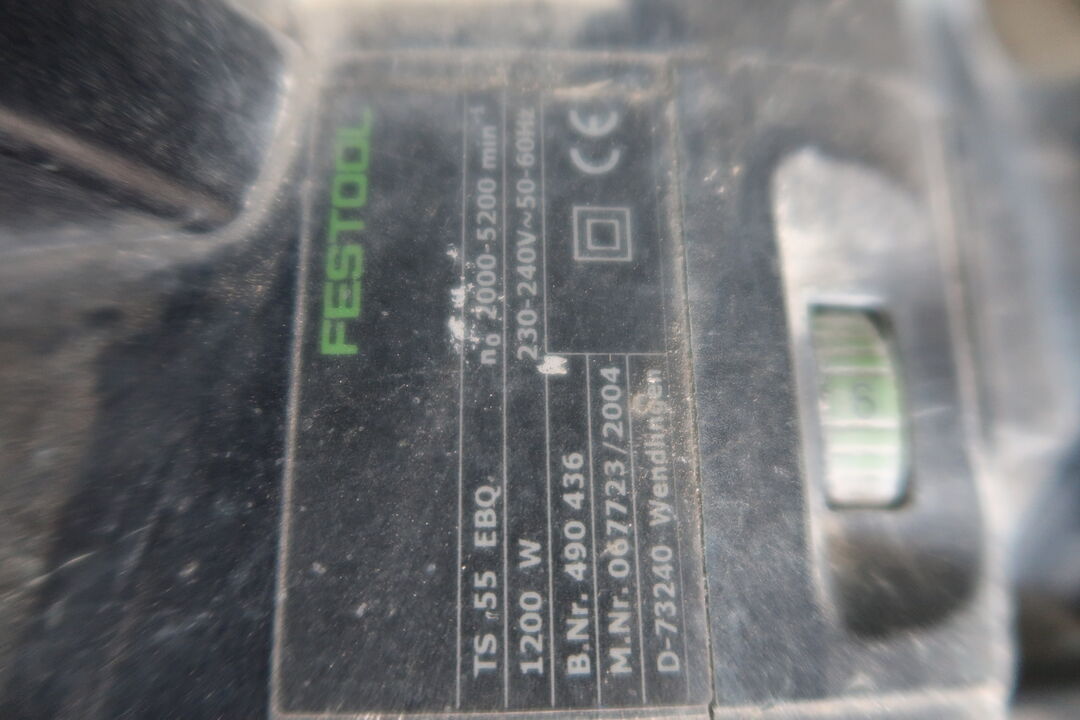 FESTOOL
TS 55 EBQ n₀ 2000-5200 min⁻¹
1200 W 230-240V~50-60Hz
B.Nr. 490 436
M.Nr. 067723/2004
D-73240 Wendlingen
CE
6